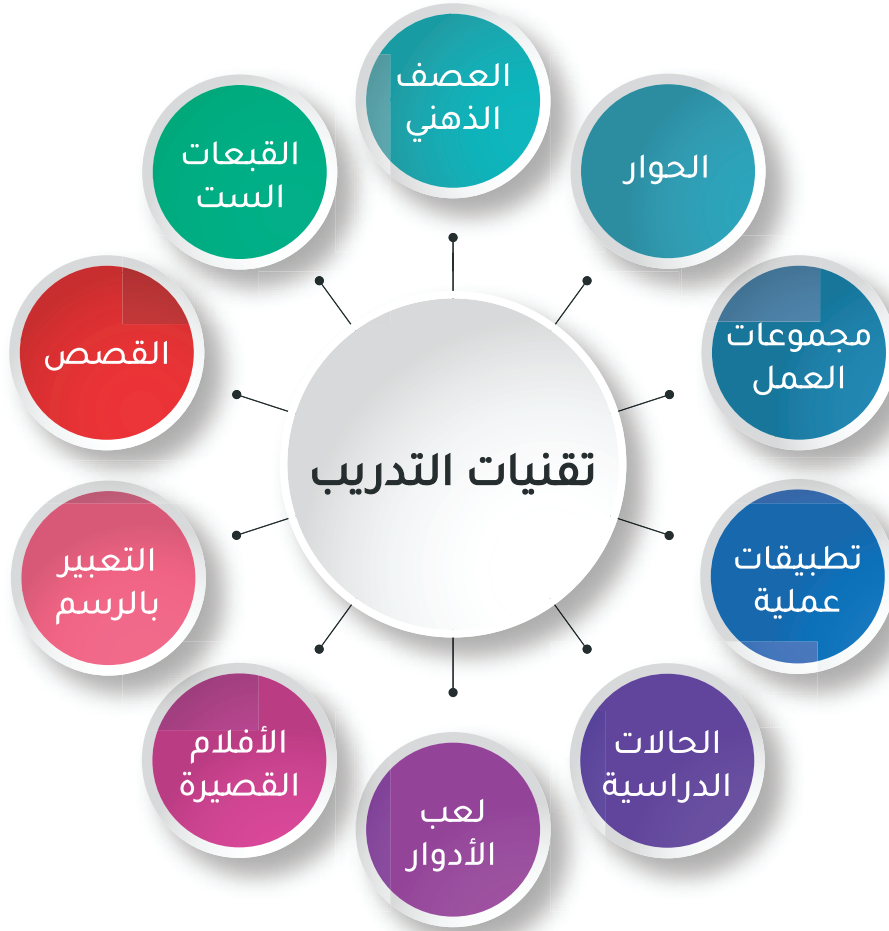 العصف
الذهني
الحوار
مجموعات
العمل
تطبيقات
عملية
الحالات
الدراسية
لعب
الأدوار
الأفلام
القصيرة
التعبير
بالرسم
القصص
القبعات
الست
تقنيات التدريب